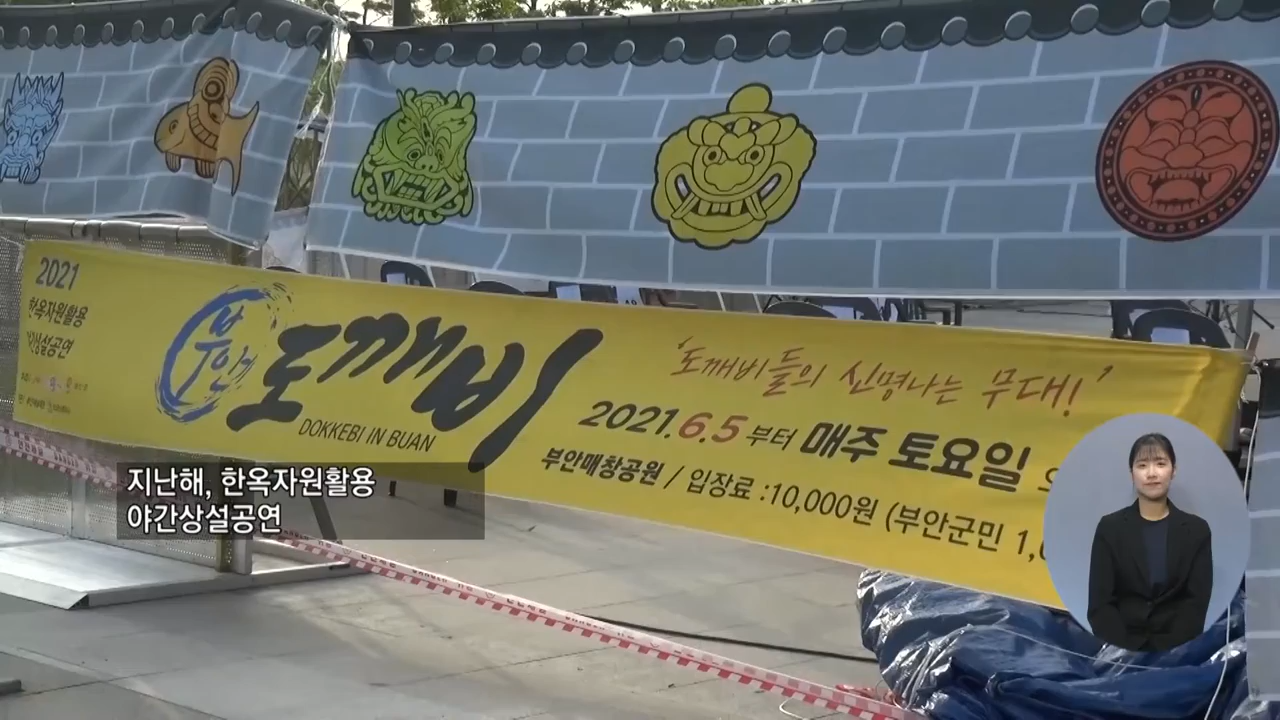 2021
한옥자원활용
야간상설공연
부안
도깨비
DOKKEBI IN BUAN
'도깨비들의 신명나는 무대!'
2021.6.5 부터 매주 토요일
부안매창공원 / 입장료 :10,000원 (부안군민
지난해, 한옥자원활용
야간상설공연